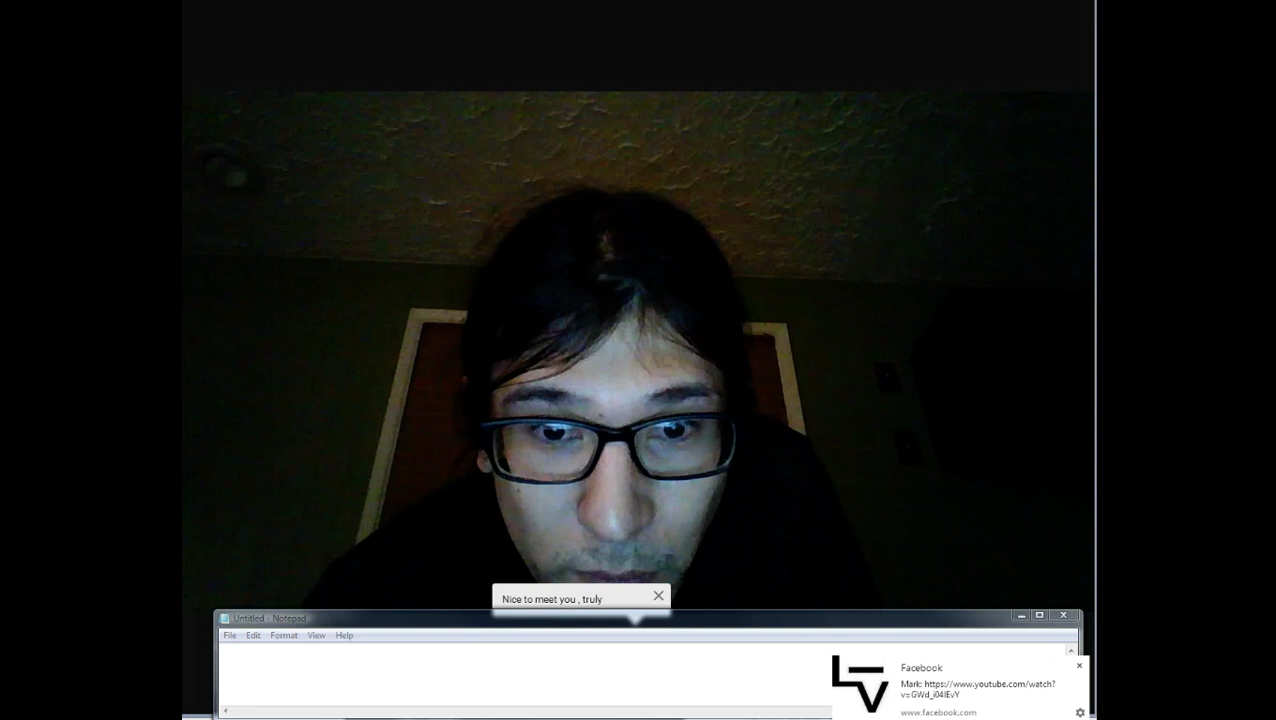 Nice to meet you , truly
Untitled - Notepad
File Edit Format View Help
Facebook
Mark: https://www.youtube.com/watch?
v=GWd_i04lEvY
www.facebook.com